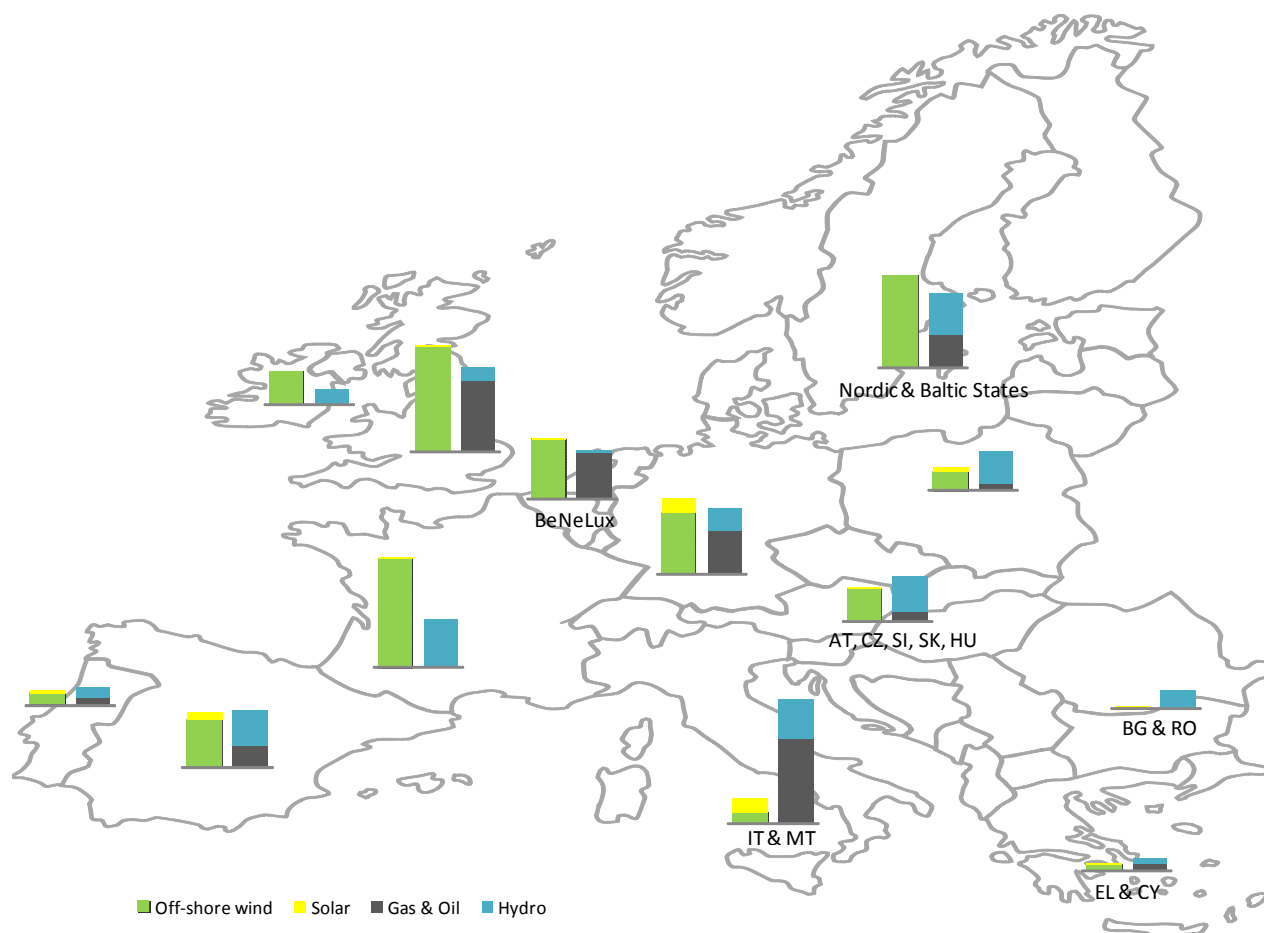 Nordic & Baltic States
BeNeLux
AT, CZ, SI, SK, HU
BG & RO
IT & MT
EL & CY
Off-shore wind Solar Gas & Oil Hydro